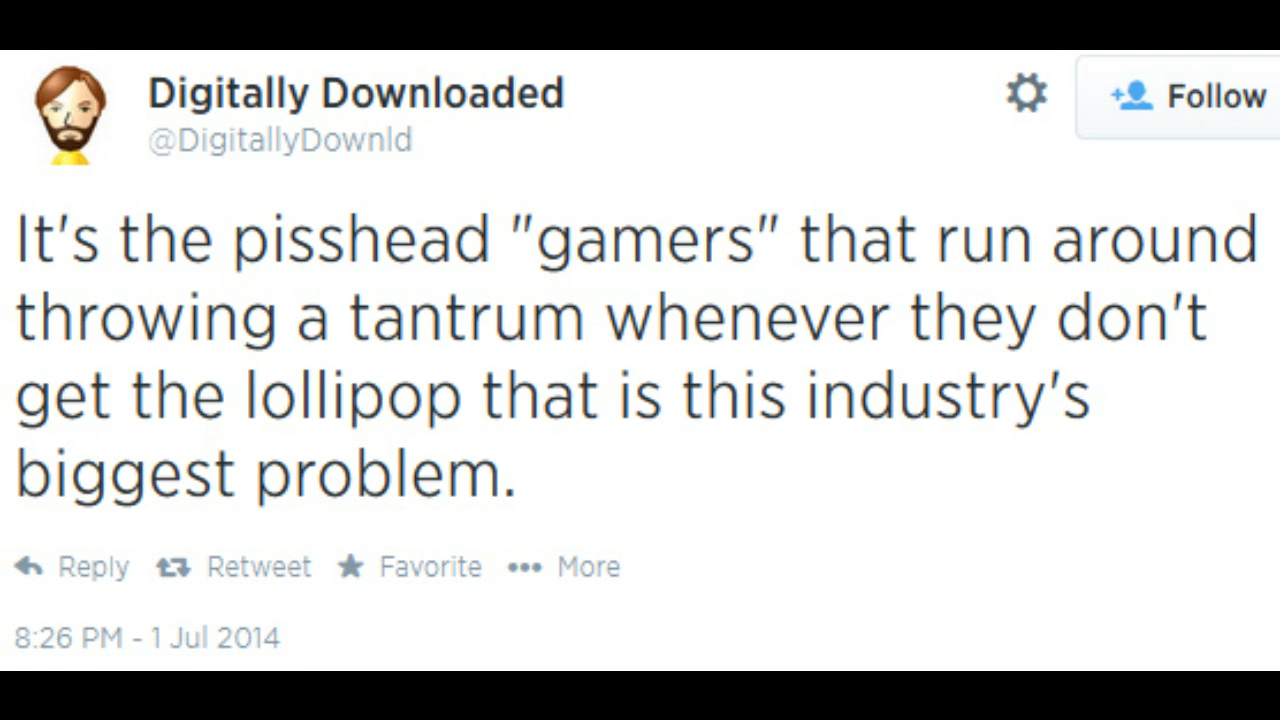 Digitally Downloaded
@DigitallyDownld
Follow
It's the pisshead "gamers" that run around
throwing a tantrum whenever they don't
get the lollipop that is this industry's
biggest problem.
Reply Retweet Favorite More
8:26 PM - 1 Jul 2014